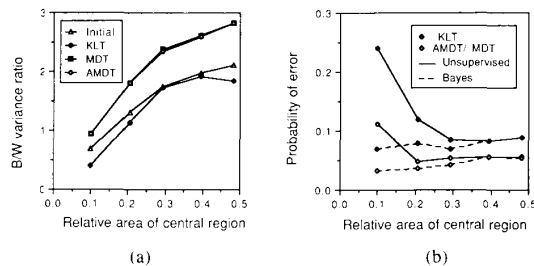 B/W variance ratio
3
2
1
0
Initial
KLT
MDT
AMDT
0.0 0.1 0.2 0.3 0.4 0.5
Relative area of central region
(a)
Probability of error
0.3
0.2
0.1
0.0
KLT
AMDT/ MDT
Unsupervised
Bayes
0.0 0.1 0.2 0.3 0.4 0.5
Relative area of central region
(b)